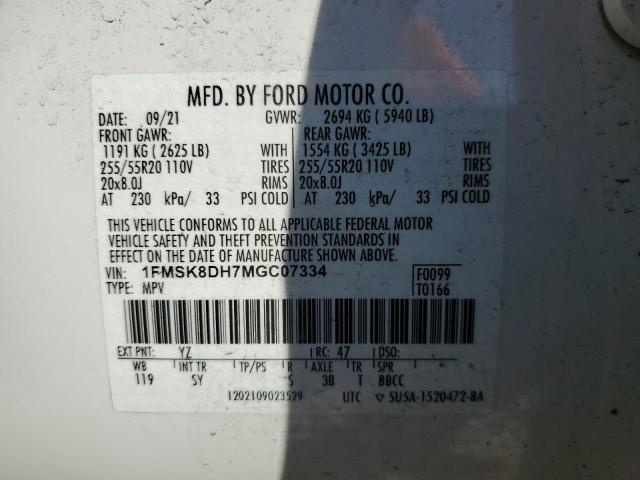 MFD. BY FORD MOTOR CO.
DATE: 09/21 GVWR: 2694 KG ( 5940 LB)
FRONT GAWR: REAR GAWR:
1191 KG ( 2625 LB) WITH 1554 KG ( 3425 LB) WITH
255/55R20 110V TIRES 255/55R20 110V TIRES
20x8.0J RIMS 20x8.0J RIMS
AT 230 kPa/ 33 PSI COLD AT 230 kPa/ 33 PSI COLD
THIS VEHICLE CONFORMS TO ALL APPLICABLE FEDERAL MOTOR
VEHICLE SAFETY AND THEFT PREVENTION STANDARDS IN
EFFECT ON THE DATE OF MANUFACTURE SHOWN ABOVE.
VIN: 1FMSK8DH7MGC07334 F0099
TYPE: MPV T0166
EXT PNT: YZ RC: 47 DSO:
WB INT TR TP/PS R AXLE TR SPR
119 SY S 3B T BBCC
1202109023529 UTC ▽ 5U5A-1520472-BA